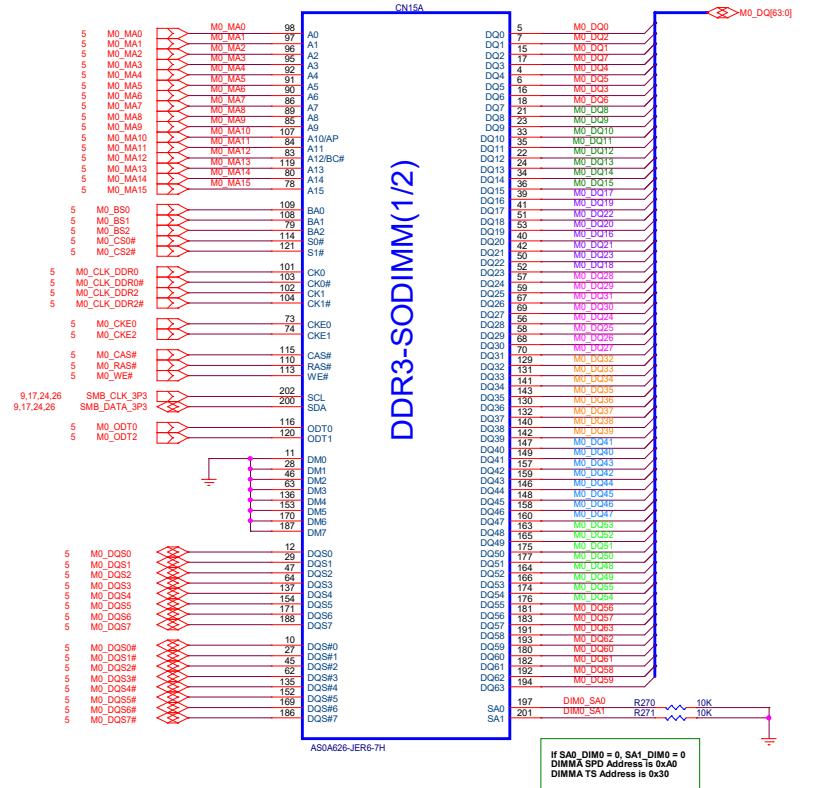 CN15A
M0_DQ[63:0]
5 M0_MA0 M0_MA0 98 A0
5 M0_MA1 M0_MA1 97 A1
5 M0_MA2 M0_MA2 96 A2
5 M0_MA3 M0_MA3 95 A3
5 M0_MA4 M0_MA4 92 A4
5 M0_MA5 M0_MA5 91 A5
5 M0_MA6 M0_MA6 90 A6
5 M0_MA7 M0_MA7 86 A7
5 M0_MA8 M0_MA8 89 A8
5 M0_MA9 M0_MA9 85 A9
5 M0_MA10 M0_MA10 107 A10/AP
5 M0_MA11 M0_MA11 84 A11
5 M0_MA12 M0_MA12 83 A12/BC#
5 M0_MA13 M0_MA13 119 A13
5 M0_MA14 M0_MA14 80 A14
5 M0_MA15 M0_MA15 78 A15
5 M0_BS0 109 BA0
5 M0_BS1 108 BA1
5 M0_BS2 79 BA2
5 M0_CS0# 114 S0#
5 M0_CS2# 121 S1#
5 M0_CLK_DDR0 101 CK0
5 M0_CLK_DDR0# 103 CK0#
5 M0_CLK_DDR2 102 CK1
5 M0_CLK_DDR2# 104 CK1#
5 M0_CKE0 73 CKE0
5 M0_CKE2 74 CKE1
5 M0_CAS# 115 CAS#
5 M0_RAS# 110 RAS#
5 M0_WE# 113 WE#
9,17,24,26 SMB_CLK_3P3 202 SCL
9,17,24,26 SMB_DATA_3P3 200 SDA
5 M0_ODT0 116 ODT0
5 M0_ODT2 120 ODT1
11 DM0
28 DM1
46 DM2
63 DM3
136 DM4
153 DM5
170 DM6
187 DM7
5 M0_DQS0 12 DQS0
5 M0_DQS1 29 DQS1
5 M0_DQS2 47 DQS2
5 M0_DQS3 64 DQS3
5 M0_DQS4 137 DQS4
5 M0_DQS5 154 DQS5
5 M0_DQS6 171 DQS6
5 M0_DQS7 188 DQS7
5 M0_DQS0# 10 DQS#0
5 M0_DQS1# 27 DQS#1
5 M0_DQS2# 45 DQS#2
5 M0_DQS3# 62 DQS#3
5 M0_DQS4# 135 DQS#4
5 M0_DQS5# 152 DQS#5
5 M0_DQS6# 169 DQS#6
5 M0_DQS7# 186 DQS#7
DDR3-SODIMM(1/2)
DQ0 5 M0_DQ0
DQ1 7 M0_DQ2
DQ2 15 M0_DQ1
DQ3 17 M0_DQ7
DQ4 4 M0_DQ4
DQ5 6 M0_DQ5
DQ6 16 M0_DQ3
DQ7 18 M0_DQ6
DQ8 21 M0_DQ8
DQ9 23 M0_DQ9
DQ10 33 M0_DQ10
DQ11 35 M0_DQ11
DQ12 22 M0_DQ12
DQ13 24 M0_DQ13
DQ14 34 M0_DQ14
DQ15 36 M0_DQ15
DQ16 39 M0_DQ17
DQ17 41 M0_DQ19
DQ18 51 M0_DQ22
DQ19 53 M0_DQ20
DQ20 40 M0_DQ16
DQ21 42 M0_DQ21
DQ22 50 M0_DQ23
DQ23 52 M0_DQ18
DQ24 57 M0_DQ28
DQ25 59 M0_DQ29
DQ26 67 M0_DQ31
DQ27 69 M0_DQ30
DQ28 56 M0_DQ24
DQ29 58 M0_DQ25
DQ30 68 M0_DQ26
DQ31 70 M0_DQ27
DQ32 129 M0_DQ32
DQ33 131 M0_DQ33
DQ34 141 M0_DQ34
DQ35 143 M0_DQ35
DQ36 130 M0_DQ36
DQ37 132 M0_DQ37
DQ38 140 M0_DQ38
DQ39 142 M0_DQ39
DQ40 147 M0_DQ41
DQ41 149 M0_DQ40
DQ42 157 M0_DQ43
DQ43 159 M0_DQ42
DQ44 146 M0_DQ44
DQ45 148 M0_DQ45
DQ46 158 M0_DQ46
DQ47 160 M0_DQ47
DQ48 163 M0_DQ53
DQ49 165 M0_DQ52
DQ50 175 M0_DQ51
DQ51 177 M0_DQ50
DQ52 164 M0_DQ48
DQ53 166 M0_DQ49
DQ54 174 M0_DQ55
DQ55 176 M0_DQ54
DQ56 181 M0_DQ56
DQ57 183 M0_DQ57
DQ58 191 M0_DQ63
DQ59 193 M0_DQ62
DQ60 180 M0_DQ60
DQ61 182 M0_DQ61
DQ62 192 M0_DQ58
DQ63 194 M0_DQ59
SA0 197 DIM0_SA0 R270 10K
SA1 201 DIM0_SA1 R271 10K
AS0A626-JER6-7H
If SA0_DIM0 = 0, SA1_DIM0 = 0
DIMMA SPD Address is 0xA0
DIMMA TS Address is 0x30